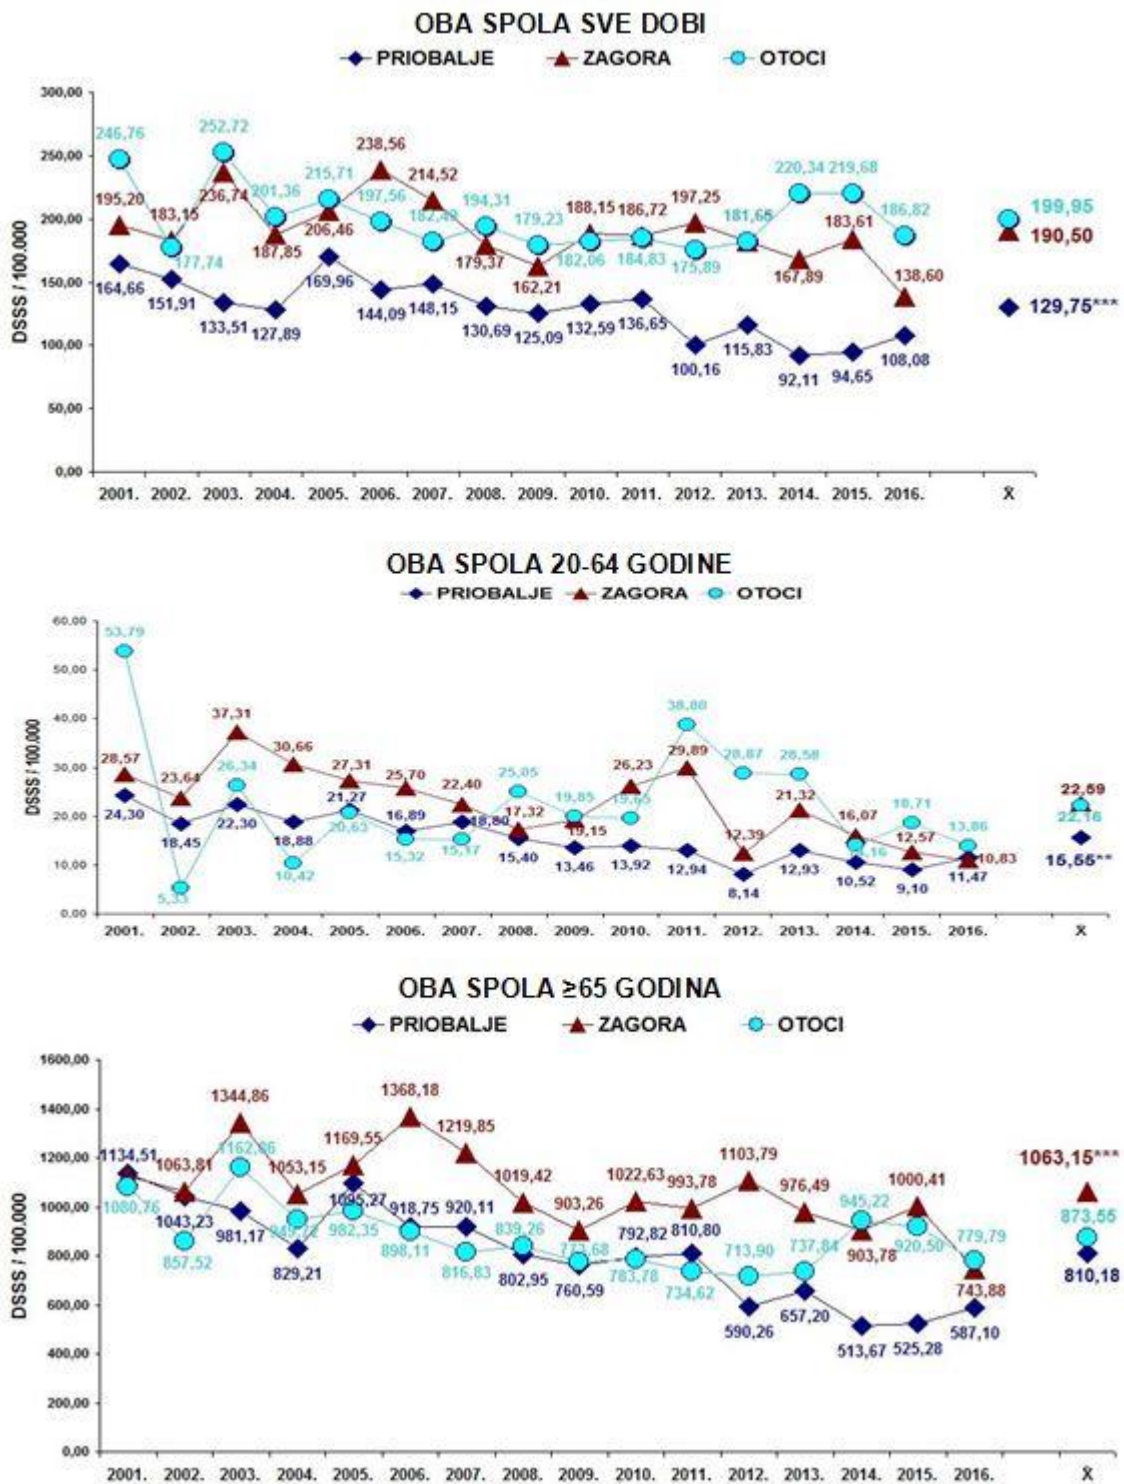 OBA SPOLA SVE DOBI
PRIOBALJE ZAGORA OTOCI
DSSS / 100.000
300,00
250,00
200,00
150,00
100,00
50,00
0,00
246,76 177,74 252,72 201,36 215,71 197,56 182,49 194,31 179,23 182,06 184,83 175,89 181,66 220,34 219,68 186,82 199,95
195,20 183,15 236,74 187,85 206,46 238,56 214,52 179,37 162,21 188,15 186,72 197,25 167,89 183,61 138,60 190,50
164,66 151,91 133,51 127,89 169,96 144,09 148,15 130,69 125,09 132,59 136,65 100,16 115,83 92,11 94,65 108,08 129,75***
2001. 2002. 2003. 2004. 2005. 2006. 2007. 2008. 2009. 2010. 2011. 2012. 2013. 2014. 2015. 2016. x̄
OBA SPOLA 20-64 GODINE
PRIOBALJE ZAGORA OTOCI
DSSS / 100.000
60,00
50,00
40,00
30,00
20,00
10,00
0,00
53,79 5,33 26,34 10,42 20,63 15,32 15,17 25,05 19,85 19,65 38,88 28,87 28,58 18,71 13,86 22,16
28,57 23,64 37,31 30,66 27,31 25,70 22,40 17,32 19,15 26,23 29,89 12,39 21,32 16,07 12,57 10,83 22,59
24,30 18,45 22,30 18,88 21,27 16,89 18,80 15,40 13,46 13,92 12,94 8,14 12,93 10,52 9,10 11,47 15,55**
2001. 2002. 2003. 2004. 2005. 2006. 2007. 2008. 2009. 2010. 2011. 2012. 2013. 2014. 2015. 2016. x̄
OBA SPOLA ≥65 GODINA
PRIOBALJE ZAGORA OTOCI
DSSS / 100.000
1600,00
1400,00
1200,00
1000,00
800,00
600,00
400,00
200,00
0,00
1063,81 1344,86 1053,15 1169,55 1368,18 1219,85 1019,42 903,26 1022,63 993,78 1103,79 976,49 903,78 1000,41 743,88 1063,15***
1080,76 857,52 1162,86 982,35 898,11 816,83 839,26 773,68 783,78 734,62 713,90 737,84 945,22 920,50 779,79 873,55
1134,51 1043,23 981,17 829,21 1095,27 918,75 920,11 802,95 760,59 792,82 810,80 590,26 657,20 513,67 525,28 587,10 810,18
2001. 2002. 2003. 2004. 2005. 2006. 2007. 2008. 2009. 2010. 2011. 2012. 2013. 2014. 2015. 2016. x̄